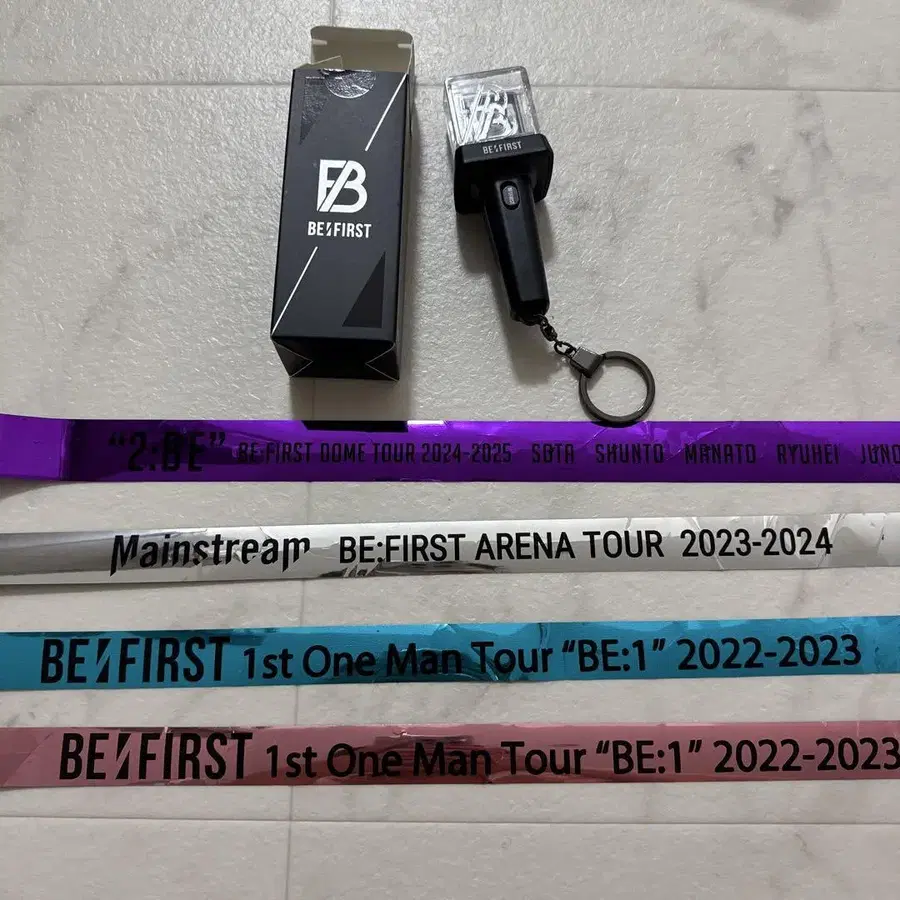 BE:FIRST
BE:FIRST
"2:BE" BE:FIRST DOME TOUR 2024-2025 SOTA SHUNTO MANATO RYUHEI JUNO
Mainstream BE:FIRST ARENA TOUR 2023-2024
BE:FIRST 1st One Man Tour “BE:1” 2022-2023
BE:FIRST 1st One Man Tour “BE:1” 2022-2023